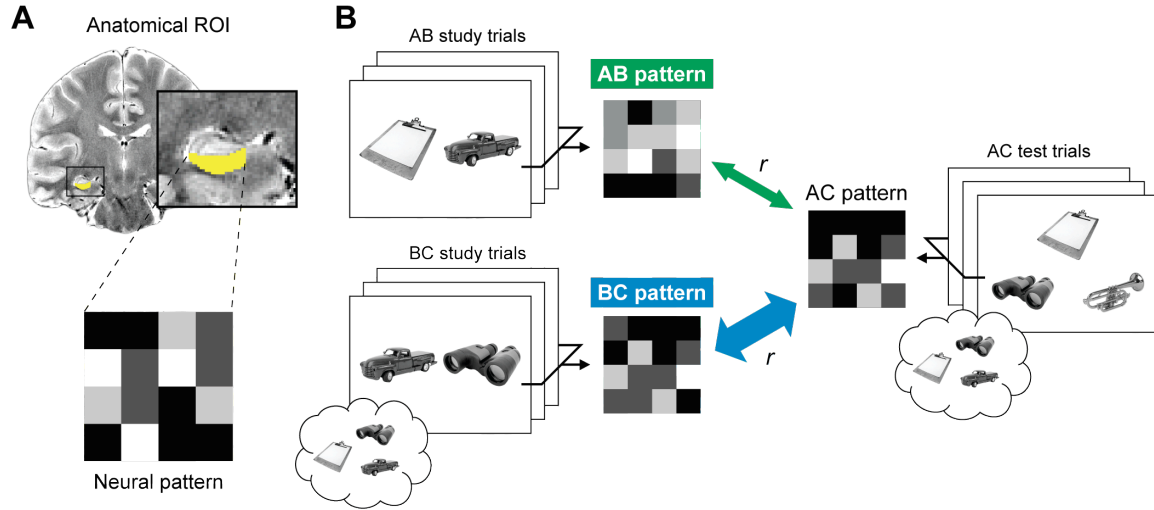 A
Anatomical ROI
Neural pattern
B
AB study trials
AB pattern
r
AC test trials
AC pattern
BC study trials
BC pattern
r